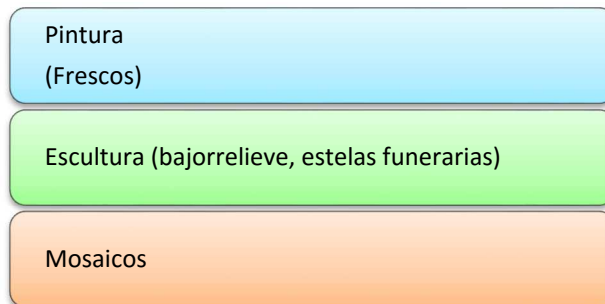 Pintura
(Frescos)
Escultura (bajorrelieve, estelas funerarias)
Mosaicos